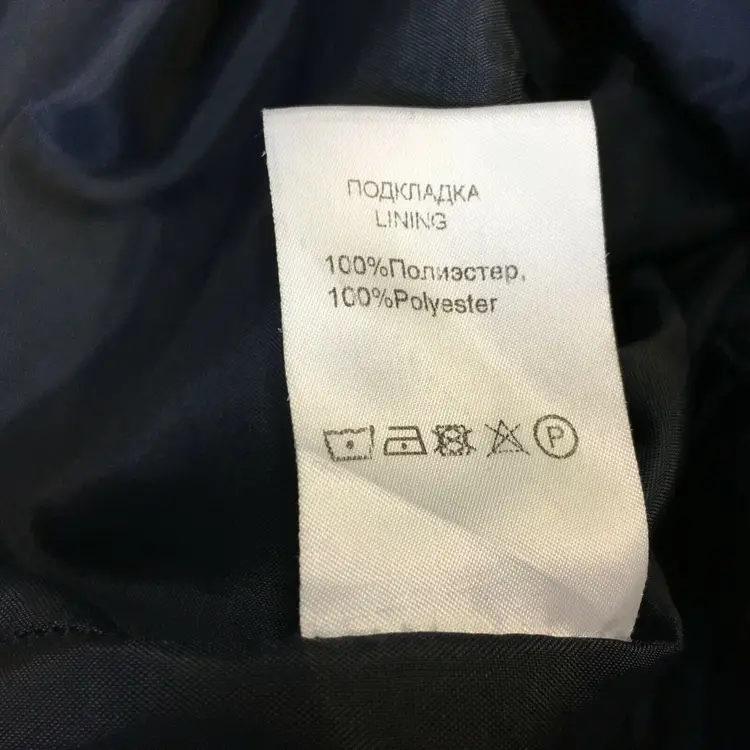 ПОДКЛАДКА
LINING
100%Полиэстер,
100%Polyester
P